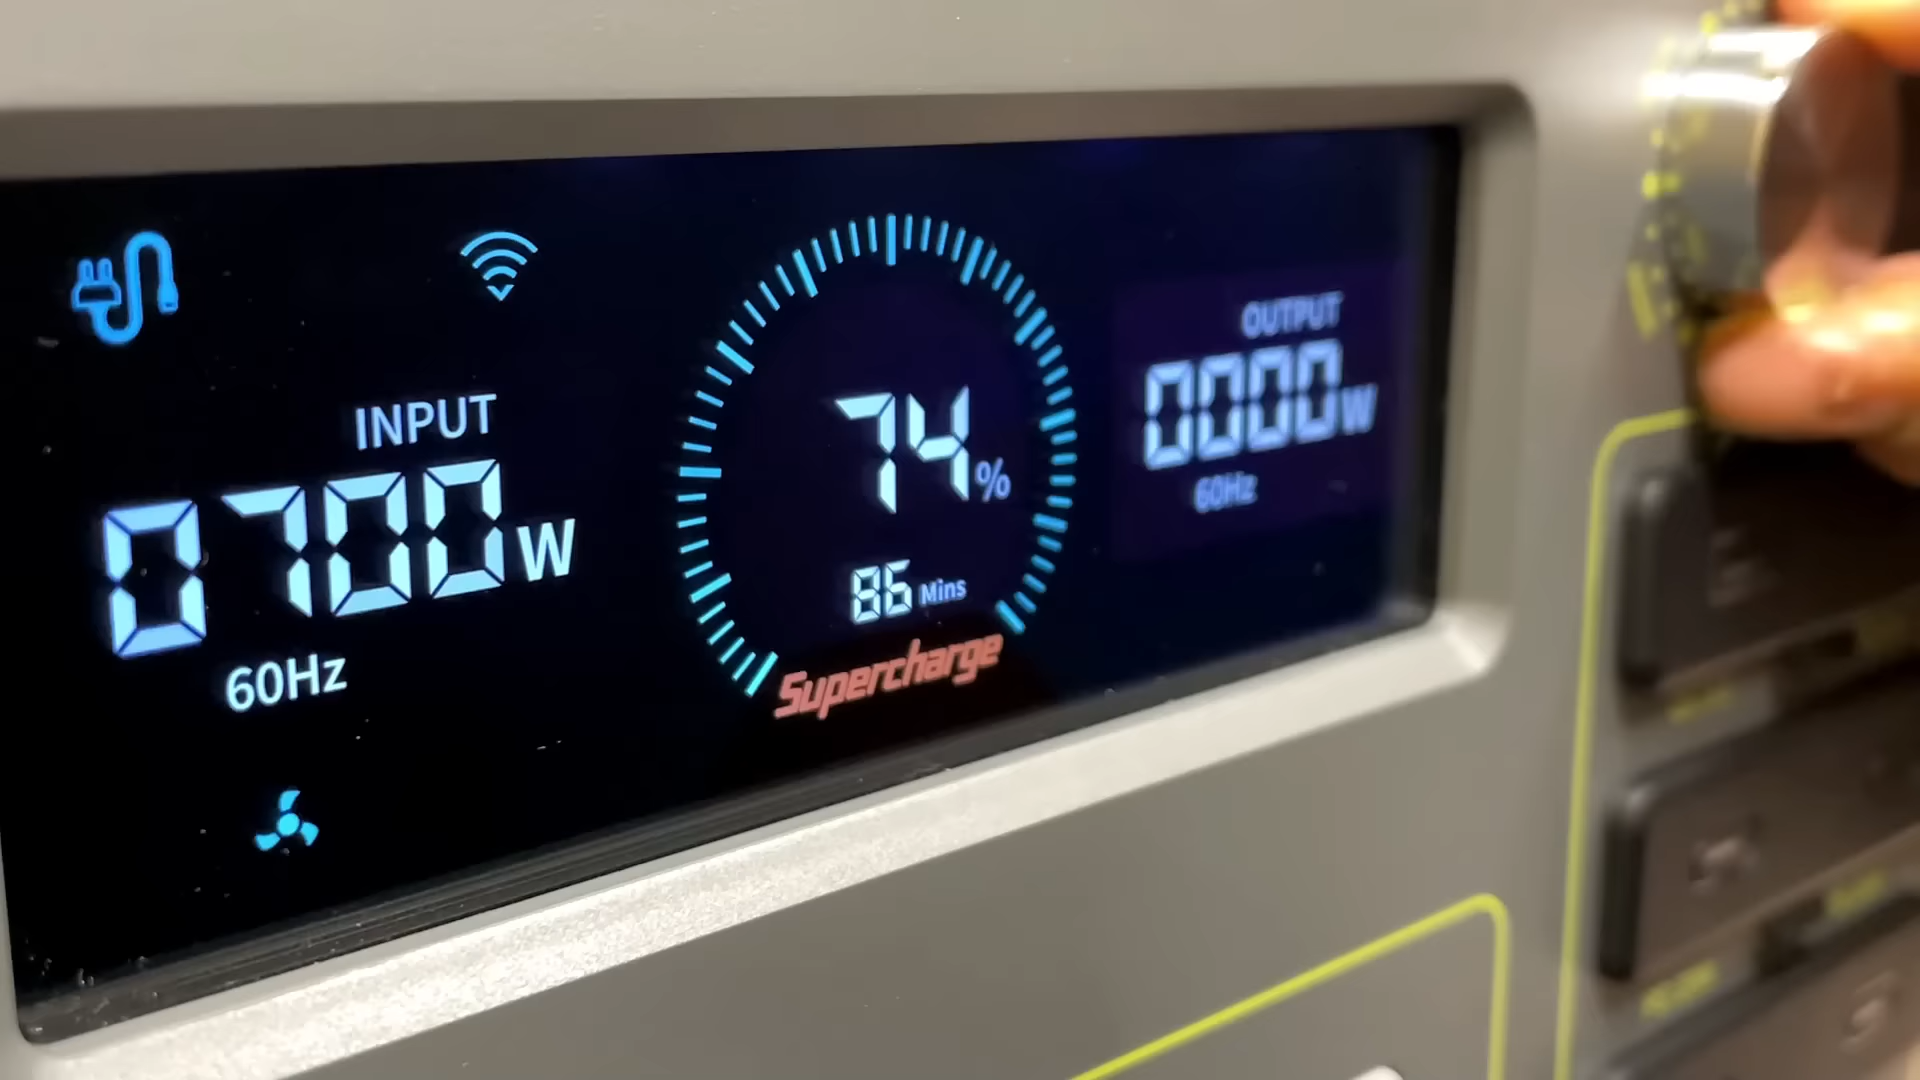 INPUT
0700W
60Hz
74%
86 Mins
Supercharge
OUTPUT
0000W
60Hz